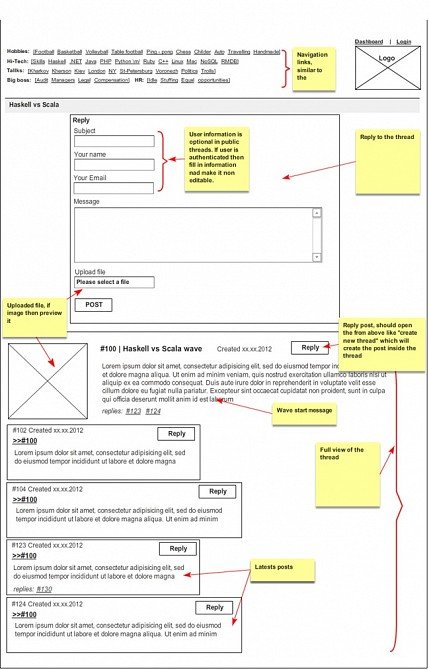 Dashboard | Login
Hobbies: [Football Basketball Volleyball Table football Ping - pong Chess Childer Auto Travelling Handmade]
Hi-Tech: [Skills Haskell .NET Java PHP Python \m/ Ruby C++ Linux Mac NoSQL RMDB]
Tallks: [Kharkov Kherson Kiev London NY St-Petersburg Voronezh Politics Trolls]
Big boss: [Audit Managers Legal Compensation] HR: [Idle Stuffing Equal opportunities]
Navigation
links,
similar to
the
Logo
Haskell vs Scala
Reply
Subject
Your name
Your Email
User information is
optional in public
threads. If user is
authenticated then
fill in information
nad make it non
editable.
Reply to the thread
Message
Upload file
Please select a file
POST
Uploaded file, if
image then preview
it
Reply post, should open
the fron above like "create
new thread" which will
create the post inside the
thread
#100 | Haskell vs Scala wave Created xx.xx.2012
Reply
Lorem ipsum dolor sit amet, consectetur adipisicing elit, sed do eiusmod tempor inc
et dolore magna aliqua. Ut enim ad minim veniam, quis nostrud exercitation ullamco laboris nisi ut
aliquip ex ea commodo consequat. Duis aute irure dolor in reprehenderit in voluptate velit esse
cillum dolore eu fugiat nulla pariatur. Excepteur sint occaecat cupidatat non proident, sunt in culpa
qui officia deserunt mollit anim id est laborum
replies: #123 #124
Wave start message
#102 Created xx.xx.2012
Reply
>>#100
Lorem ipsum dolor sit amet, consectetur adipisicing elit, sed
do eiusmod tempor incididunt ut labore et dolore magna
Full view of the
thread
#104 Created xx.xx.2012
Reply
>>#100
Lorem ipsum dolor sit amet, consectetur adipisicing elit, sed do eiusmod
tempor incididunt ut labore et dolore magna aliqua. Ut enim ad minim
#123 Created xx.xx.2012
Reply
>>#100
Lorem ipsum dolor sit amet, consectetur adipisicing elit, sed
do eiusmod tempor incididunt ut labore et dolore magna
replies: #130
Latests posts
#124 Created xx.xx.2012
Reply
>>#100
Lorem ipsum dolor sit amet, consectetur adipisicing elit, sed do eiusmod
tempor incididunt ut labore et dolore magna aliqua. Ut enim ad minim